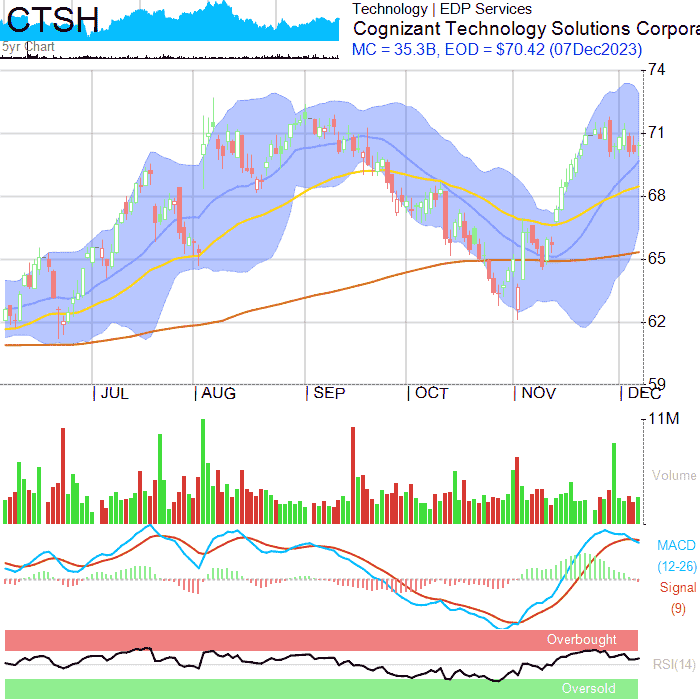 CTSH
Technology | EDP Services
Cognizant Technology Solutions Corpora
5yr Chart
MC = 35.3B, EOD = $70.42 (07Dec2023)
74
71
68
65
62
59
JUL
AUG
SEP
OCT
NOV
DEC
11M
Volume
MACD
(12-26)
Signal
(9)
Overbought
RSI(14)
Oversold